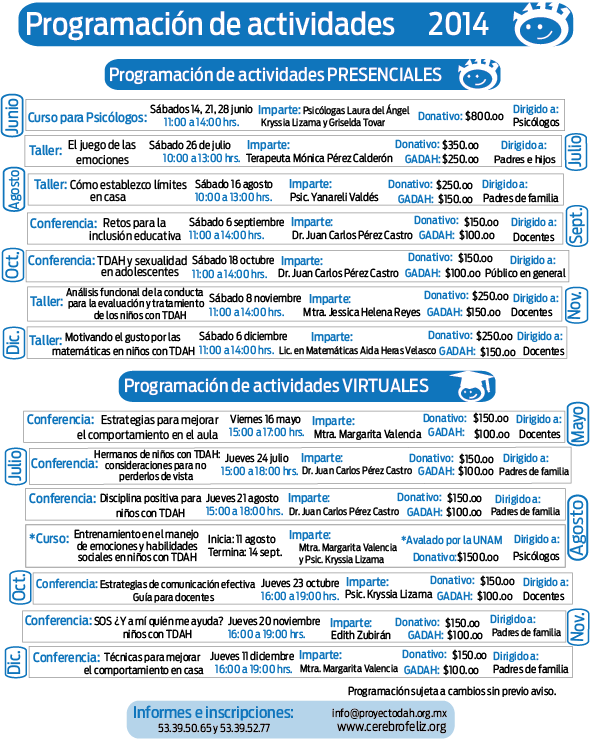 Programación de actividades 2014
Programación de actividades PRESENCIALES
Junio
Curso para Psicólogos: Sábados 14, 21, 28 junio Imparte: Psicólogas Laura del Ángel Donativo: $800.00 Dirigido a:
11:00 a 14:00 hrs. Kryssia Lizama y Griselda Tovar Psicólogos
Julio
Taller: El juego de las Sábado 26 de julio Imparte: Donativo: $350.00 Dirigido a:
emociones 10:00 a 13:00 hrs. Terapeuta Mónica Pérez Calderón GADAH: $250.00 Padres e hijos
Agosto
Taller: Cómo establezco límites Sábado 16 agosto Imparte: Donativo: $250.00 Dirigido a:
en casa 10:00 a 13:00 hrs. Psic. Yanareli Valdés GADAH: $150.00 Padres de familia
Sept.
Conferencia: Retos para la Sábado 6 septiembre Imparte: Donativo: $150.00 Dirigido a:
inclusión educativa 11:00 a 14:00 hrs. Dr. Juan Carlos Pérez Castro GADAH: $100.00 Docentes
Oct.
Conferencia: TDAH y sexualidad Sábado 18 octubre Imparte: Donativo: $150.00 Dirigido a:
en adolescentes 11:00 a 14:00 hrs. Dr. Juan Carlos Pérez Castro GADAH: $100.00 Público en general
Nov.
Análisis funcional de la conducta
Taller: para la evaluación y tratamiento Sábado 8 noviembre Imparte: Donativo: $250.00 Dirigido a:
de los niños con TDAH 11:00 a 14:00 hrs. Mtra. Jessica Helena Reyes GADAH: $150.00 Docentes
Dic.
Taller: Motivando el gusto por las Sábado 6 diciembre Imparte: Donativo: $250.00 Dirigido a:
matemáticas en niños con TDAH 11:00 a 14:00 hrs. Lic. en Matemáticas Aida Heras Velasco GADAH: $150.00 Docentes
Programación de actividades VIRTUALES
Mayo
Conferencia: Estrategias para mejorar Viernes 16 mayo Imparte: Donativo: $150.00 Dirigido a:
el comportamiento en el aula 15:00 a 17:00 hrs. Mtra. Margarita Valencia GADAH: $100.00 Docentes
Julio
Hermanos de niños con TDAH:
Conferencia: consideraciones para no Jueves 24 julio Imparte: Donativo: $150.00 Dirigido a:
perderlos de vista 15:00 a 18:00 hrs. Dr. Juan Carlos Pérez Castro GADAH: $100.00 Padres de familia
Agosto
Conferencia: Disciplina positiva para Jueves 21 agosto Imparte: Donativo: $150.00 Dirigido a:
niños con TDAH 15:00 a 18:00 hrs. Dr. Juan Carlos Pérez Castro GADAH: $100.00 Padres de familia
*Curso: Entrenamiento en el manejo Inicia: 11 agosto Imparte: *Avalado por la UNAM Dirigido a:
de emociones y habilidades Termina: 14 sept. Mtra. Margarita Valencia Donativo: $1500.00 Psicólogos
sociales en niños con TDAH y Psic. Kryssia Lizama
Oct.
Conferencia: Estrategias de comunicación efectiva Jueves 23 octubre Imparte: Donativo: $150.00 Dirigido a:
Guía para docentes 16:00 a 19:00 hrs. Psic. Kryssia Lizama GADAH: $100.00 Docentes
Nov.
Conferencia: SOS ¿Y a mí quién me ayuda? Jueves 20 noviembre Imparte: Donativo: $150.00 Dirigido a:
niños con TDAH 16:00 a 19:00 hrs. Edith Zubirán GADAH: $100.00 Padres de familia
Dic.
Conferencia: Técnicas para mejorar Jueves 11 diciembre Imparte: Donativo: $150.00 Dirigido a:
el comportamiento en casa 16:00 a 19:00 hrs. Mtra. Margarita Valencia GADAH: $100.00 Padres de familia
Programación sujeta a cambios sin previo aviso.
Informes e inscripciones: info@proyectodah.org.mx
53.39.50.65 y 53.39.52.77 www.cerebrofeliz.org